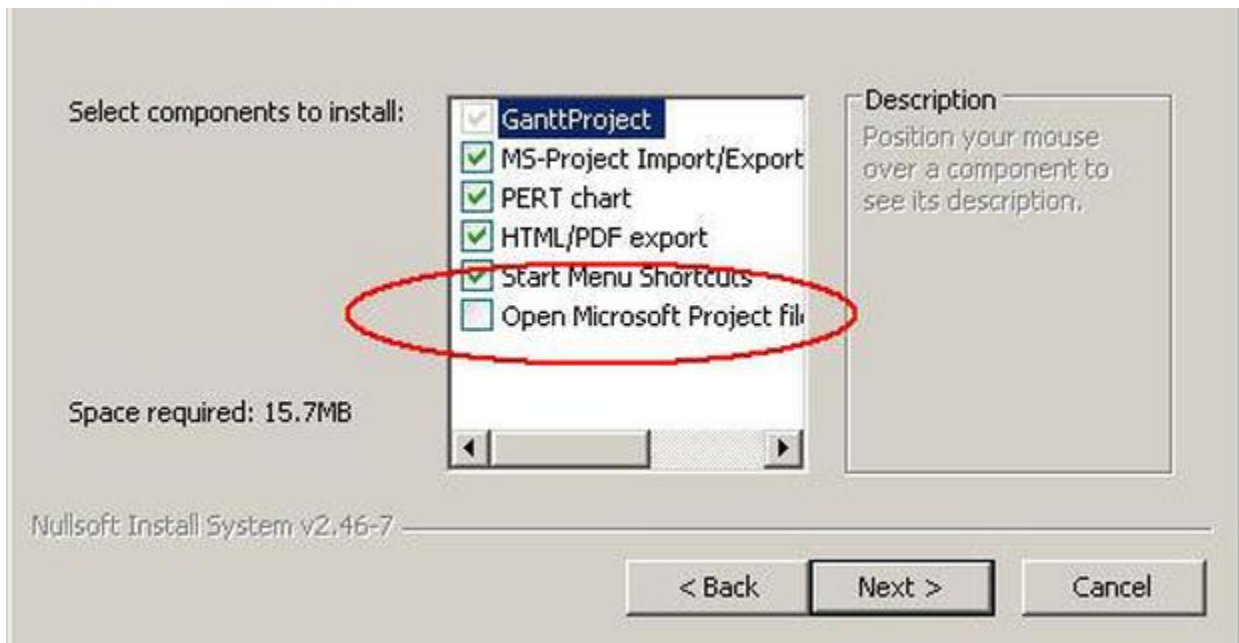 Select components to install:
GanttProject
MS-Project Import/Export
PERT chart
HTML/PDF export
Start Menu Shortcuts
Open Microsoft Project
Description
Position your mouse
over a component to
see its description.
Space required: 15.7MB
Nullsoft Install System v2.46-7
< Back
Next >
Cancel